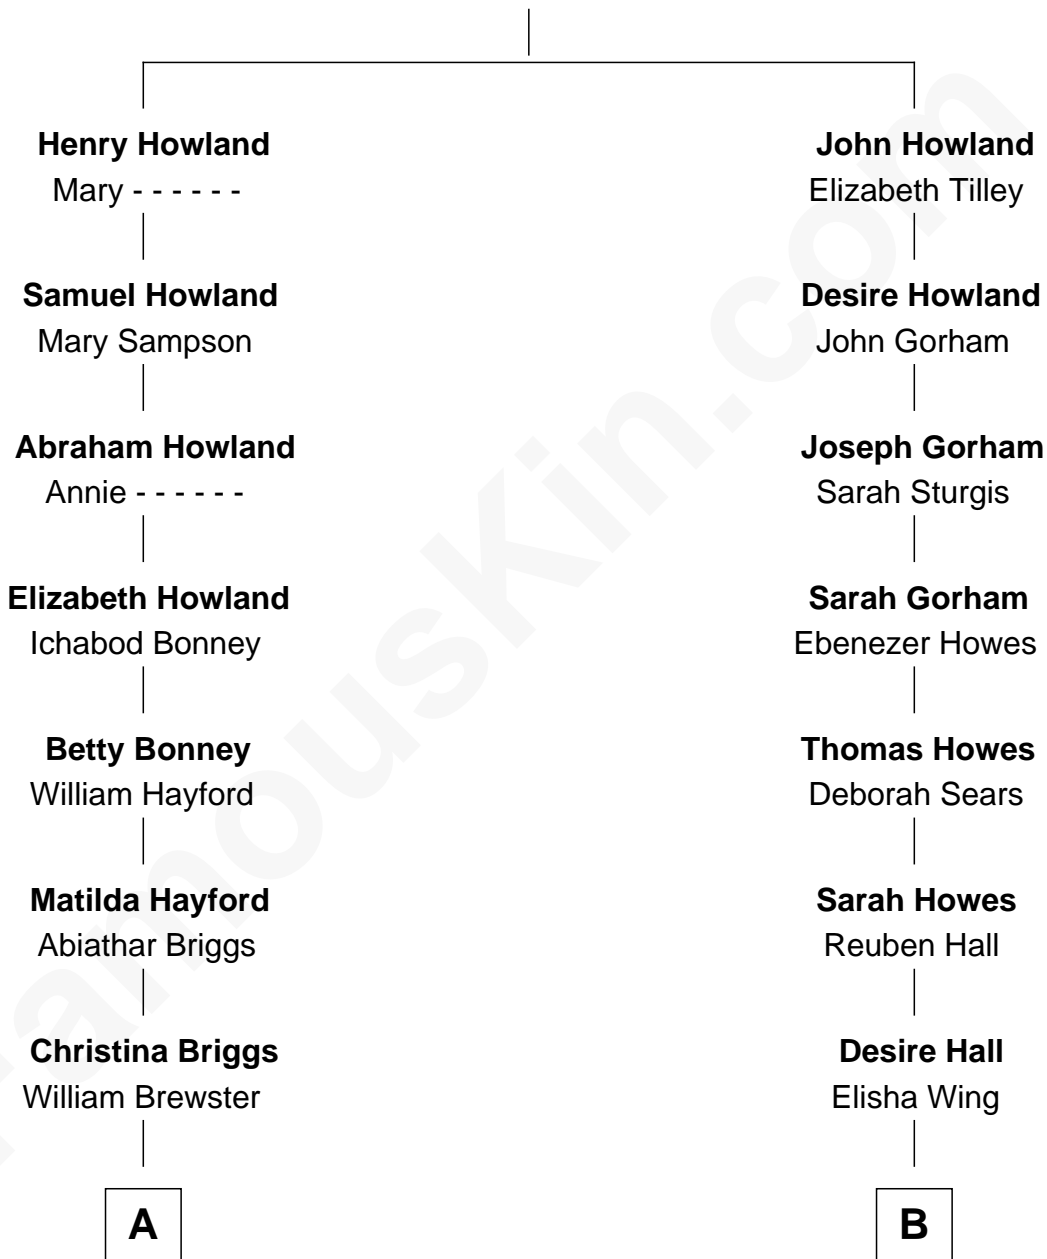 Henry Howland
Mary - - - - - -
Samuel Howland
Mary Sampson
Abraham Howland
Annie - - - - - -
Elizabeth Howland
Ichabod Bonney
Betty Bonney
William Hayford
Matilda Hayford
Abiathar Briggs
Christina Briggs
William Brewster
A
John Howland
Elizabeth Tilley
Desire Howland
John Gorham
Joseph Gorham
Sarah Sturgis
Sarah Gorham
Ebenezer Howes
Thomas Howes
Deborah Sears
Sarah Howes
Reuben Hall
Desire Hall
Elisha Wing
B
FamousKin.com